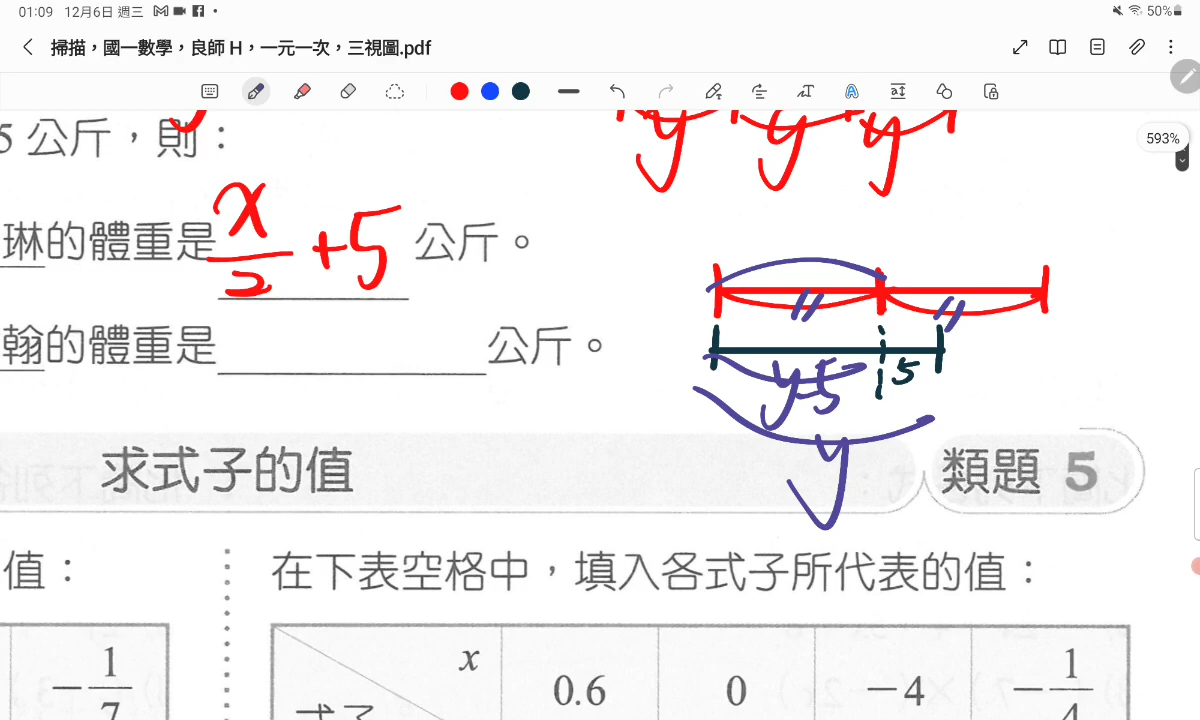 01:09 12月6日 週三 50%
掃描，國一數學，良師 H，一元一次，三視圖.pdf
593%
5 公斤，則：
y y y
琳的體重是 x/2 +5 公斤。
翰的體重是 公斤。
y-5 5
y
求式子的值 類題 5
值： 在下表空格中，填入各式子所代表的值：
-1/7 x 0.6 0 -4 -1/4
式子